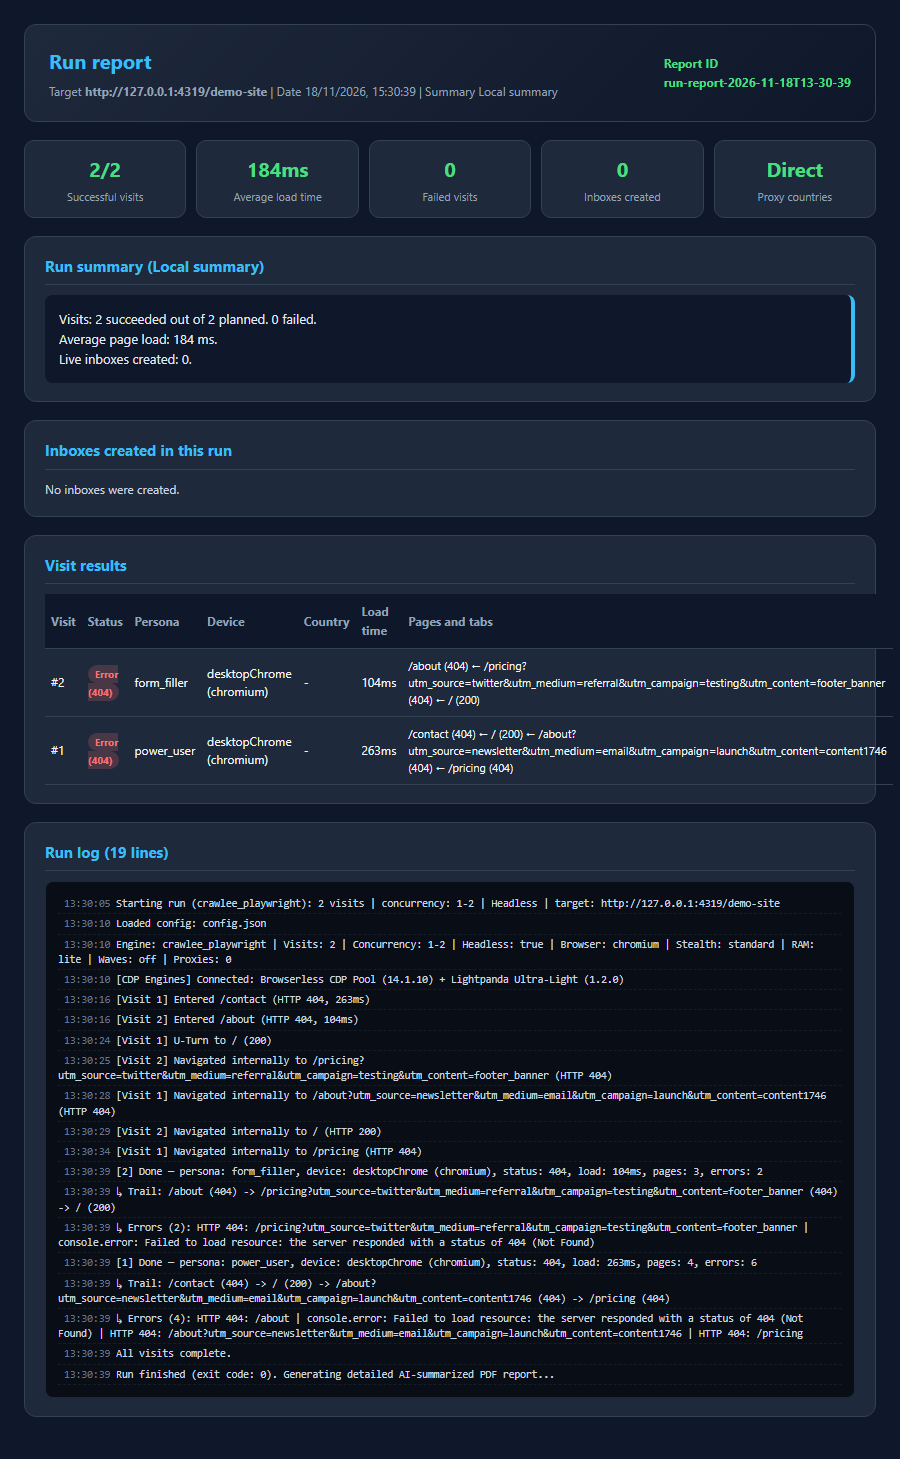 Run report
Target http://127.0.0.1:4319/demo-site | Date 18/11/2026, 15:30:39 | Summary Local summary
Report ID
run-report-2026-11-18T13-30-39
2/2
Successful visits
184ms
Average load time
0
Failed visits
0
Inboxes created
Direct
Proxy countries
Run summary (Local summary)
Visits: 2 succeeded out of 2 planned. 0 failed.
Average page load: 184 ms.
Live inboxes created: 0.
Inboxes created in this run
No inboxes were created.
Visit results
Visit Status Persona Device Country Load time Pages and tabs
#2 Error (404) form_filler desktopChrome (chromium) - 104ms /about (404) ← /pricing?
utm_source=twitter&utm_medium=referral&utm_campaign=testing&utm_content=footer_banner
(404) ← / (200)
#1 Error (404) power_user desktopChrome (chromium) - 263ms /contact (404) ← / (200) ← /about?
utm_source=newsletter&utm_medium=email&utm_campaign=launch&utm_content=content1746
(404) ← /pricing (404)
Run log (19 lines)
13:30:05 Starting run (crawlee_playwright): 2 visits | concurrency: 1-2 | Headless | target: http://127.0.0.1:4319/demo-site
13:30:10 Loaded config: config.json
13:30:10 Engine: crawlee_playwright | Visits: 2 | Concurrency: 1-2 | Headless: true | Browser: chromium | Stealth: standard | RAM:
lite | Waves: off | Proxies: 0
13:30:10 [CDP Engines] Connected: Browserless CDP Pool (14.1.10) + Lightpanda Ultra-Light (1.2.0)
13:30:16 [Visit 1] Entered /contact (HTTP 404, 263ms)
13:30:16 [Visit 2] Entered /about (HTTP 404, 104ms)
13:30:24 [Visit 1] U-Turn to / (200)
13:30:25 [Visit 2] Navigated internally to /pricing?
utm_source=twitter&utm_medium=referral&utm_campaign=testing&utm_content=footer_banner (HTTP 404)
13:30:28 [Visit 1] Navigated internally to /about?utm_source=newsletter&utm_medium=email&utm_campaign=launch&utm_content=content1746
(HTTP 404)
13:30:29 [Visit 2] Navigated internally to / (HTTP 200)
13:30:34 [Visit 1] Navigated internally to /pricing (HTTP 404)
13:30:39 [2] Done — persona: form_filler, device: desktopChrome (chromium), status: 404, load: 104ms, pages: 3, errors: 2
13:30:39 ↳ Trail: /about (404) -> /pricing?utm_source=twitter&utm_medium=referral&utm_campaign=testing&utm_content=footer_banner (404)
-> / (200)
13:30:39 ↳ Errors (2): HTTP 404: /pricing?utm_source=twitter&utm_medium=referral&utm_campaign=testing&utm_content=footer_banner |
console.error: Failed to load resource: the server responded with a status of 404 (Not Found)
13:30:39 [1] Done — persona: power_user, device: desktopChrome (chromium), status: 404, load: 263ms, pages: 4, errors: 6
13:30:39 ↳ Trail: /contact (404) -> / (200) -> /about?
utm_source=newsletter&utm_medium=email&utm_campaign=launch&utm_content=content1746 (404) -> /pricing (404)
13:30:39 ↳ Errors (4): HTTP 404: /about | console.error: Failed to load resource: the server responded with a status of 404 (Not
Found) | HTTP 404: /about?utm_source=newsletter&utm_medium=email&utm_campaign=launch&utm_content=content1746 | HTTP 404: /pricing
13:30:39 All visits complete.
13:30:39 Run finished (exit code: 0). Generating detailed AI-summarized PDF report...